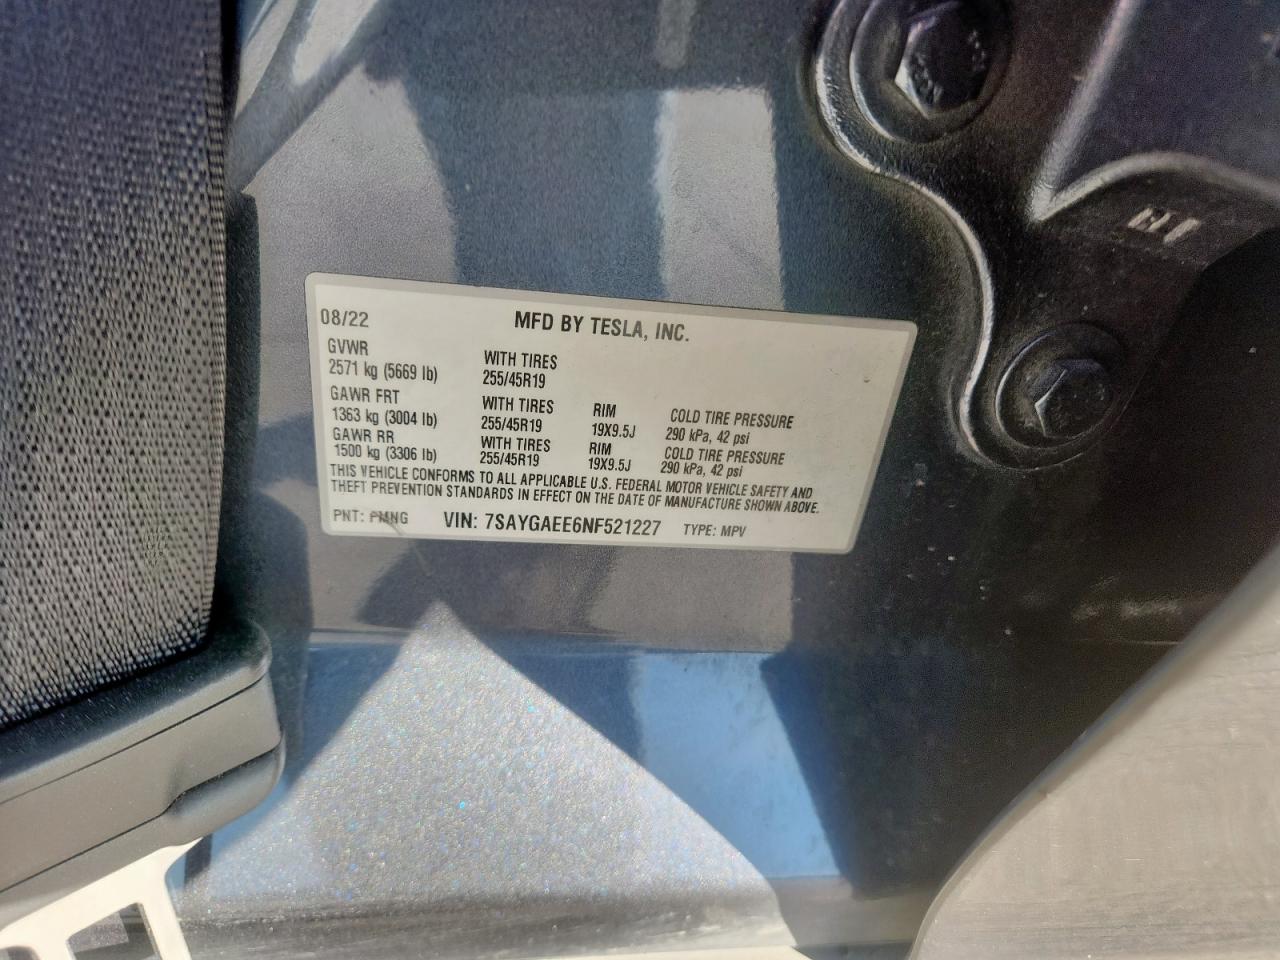 08/22 MFD BY TESLA, INC.
GVWR
2571 kg (5669 lb) WITH TIRES 255/45R19
GAWR FRT
1363 kg (3004 lb) WITH TIRES 255/45R19 RIM 19X9.5J COLD TIRE PRESSURE 290 kPa, 42 psi
GAWR RR
1500 kg (3306 lb) WITH TIRES 255/45R19 RIM 19X9.5J COLD TIRE PRESSURE 290 kPa, 42 psi
THIS VEHICLE CONFORMS TO ALL APPLICABLE U.S. FEDERAL MOTOR VEHICLE SAFETY AND
THEFT PREVENTION STANDARDS IN EFFECT ON THE DATE OF MANUFACTURE SHOWN ABOVE.
PNT: PMNG VIN: 7SAYGAEE6NF521227 TYPE: MPV